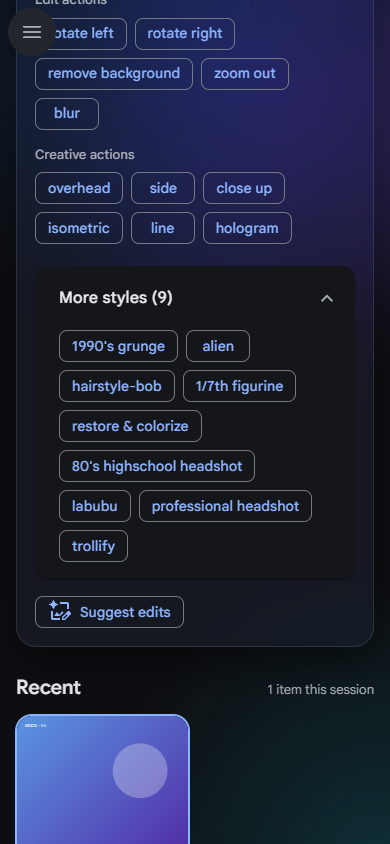 Edit actions
otate left rotate right
remove background zoom out
blur
Creative actions
overhead side close up
isometric line hologram
More styles (9)
1990's grunge alien
hairstyle-bob 1/7th figurine
restore & colorize
80's highschool headshot
labubu professional headshot
trollify
Suggest edits
Recent 1 item this session